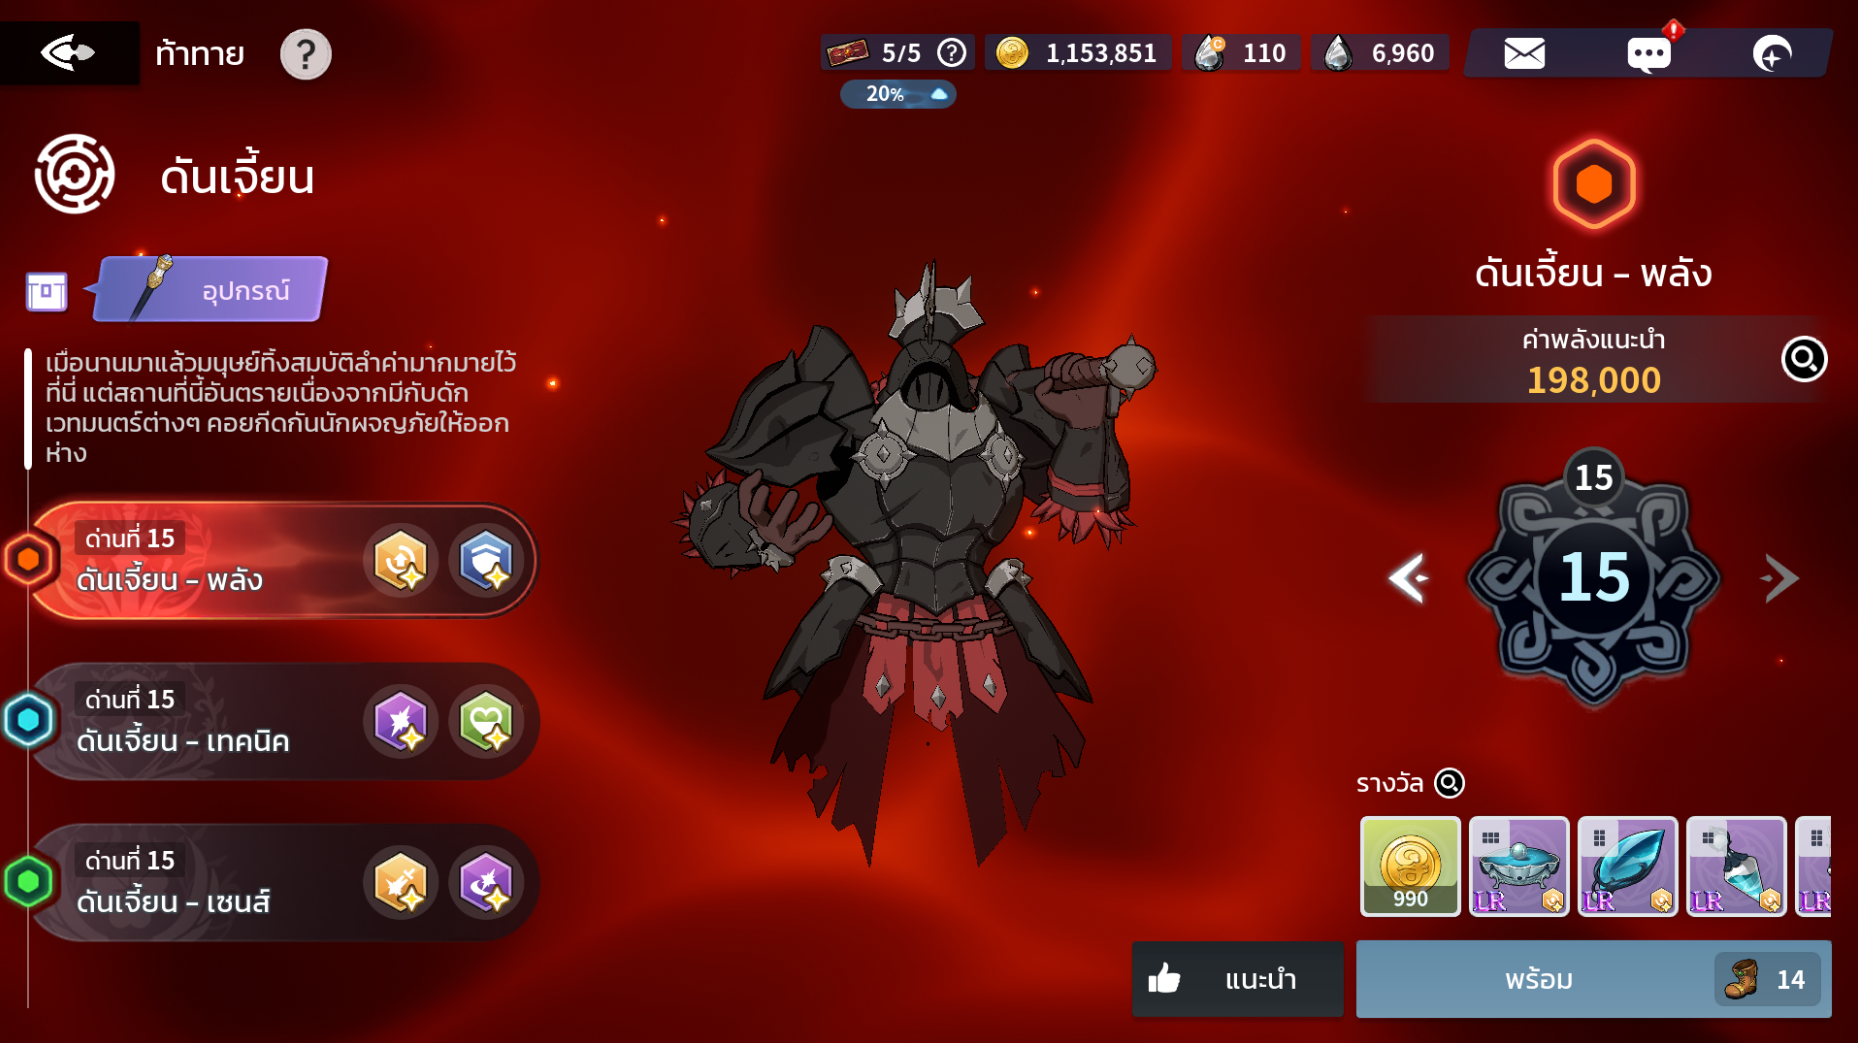 ท้าทาย
?
5/5
?
1,153,851
C
110
6,960
!
20%
ดันเจี้ยน
อุปกรณ์
เมื่อนานมาแล้วมนุษย์ทิ้งสมบัติล้ำค่ามากมายไว้
ที่นี่ แต่สถานที่นี้อันตรายเนื่องจากมีกับดัก
เวทมนตร์ต่างๆ คอยกีดกันนักผจญภัยให้ออก
ห่าง
ด่านที่ 15
ดันเจี้ยน - พลัง
ด่านที่ 15
ดันเจี้ยน - เทคนิค
ด่านที่ 15
ดันเจี้ยน - เซนส์
ดันเจี้ยน - พลัง
ค่าพลังแนะนำ
198,000
15
15
รางวัล
990
LR
LR
LR
LR
แนะนำ
พร้อม
14